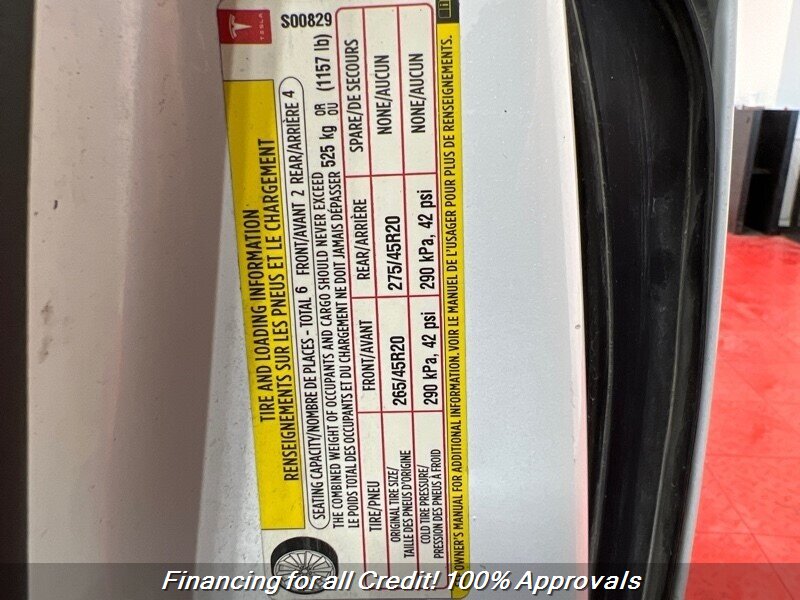 TESLA
S00829
TIRE AND LOADING INFORMATION
RENSEIGNEMENTS SUR LES PNEUS ET LE CHARGEMENT
SEATING CAPACITY/NOMBRE DE PLACES - TOTAL 6 FRONT/AVANT 2 REAR/ARRIÈRE 4
THE COMBINED WEIGHT OF OCCUPANTS AND CARGO SHOULD NEVER EXCEED
LE POIDS TOTAL DES OCCUPANTS ET DU CHARGEMENT NE DOIT JAMAIS DÉPASSER
525 kg OR OU (1157 lb)
TIRE/PNEU FRONT/AVANT REAR/ARRIÈRE SPARE/DE SECOURS
ORIGINAL TIRE SIZE/
TAILLE DES PNEUS D'ORIGINE
265/45R20 275/45R20 NONE/AUCUN
COLD TIRE PRESSURE/
PRESSION DES PNEUS À FROID
290 kPa, 42 psi 290 kPa, 42 psi NONE/AUCUN
OWNER'S MANUAL FOR ADDITIONAL INFORMATION. VOIR LE MANUEL DE L'USAGER POUR PLUS DE RENSEIGNEMENTS.
Financing for all Credit! 100% Approvals